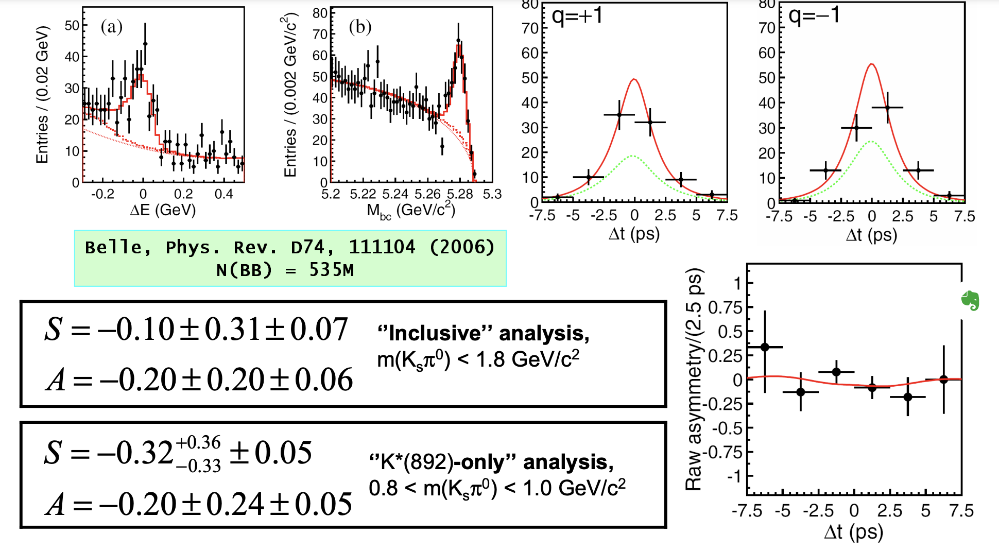 (a)
Entries / (0.02 GeV)
50
40
30
20
10
0
-0.2 0 0.2 0.4
ΔE (GeV)
(b)
Entries / (0.002 GeV/c²)
80
70
60
50
40
30
20
10
0
5.2 5.22 5.24 5.26 5.28 5.3
M_bc (GeV/c²)
q=+1
80
70
60
50
40
30
20
10
0
-7.5 -5 -2.5 0 2.5 5 7.5
Δt (ps)
q=−1
80
70
60
50
40
30
20
10
0
-7.5 -5 -2.5 0 2.5 5 7.5
Δt (ps)
Belle, Phys. Rev. D74, 111104 (2006)
N(BB) = 535M
S = −0.10 ± 0.31 ± 0.07
A = −0.20 ± 0.20 ± 0.06
“Inclusive” analysis,
m(Kₛπ⁰) < 1.8 GeV/c²
S = −0.32 +0.36 −0.33 ± 0.05
A = −0.20 ± 0.24 ± 0.05
“K*(892)-only” analysis,
0.8 < m(Kₛπ⁰) < 1.0 GeV/c²
Raw asymmetry/(2.5 ps)
1
0.75
0.5
0.25
0
-0.25
-0.5
-0.75
-1
-7.5 -5 -2.5 0 2.5 5 7.5
Δt (ps)